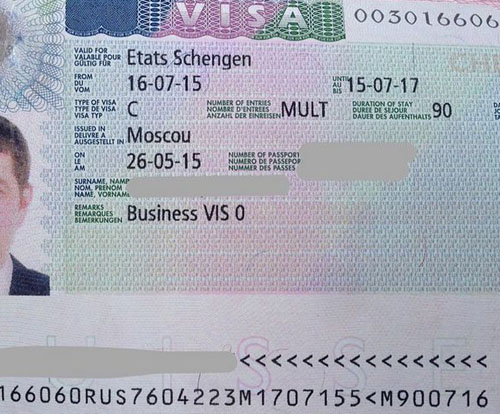 VISA
003016606
VALID FOR
VALABLE POUR
GÜLTIG FÜR
Etats Schengen
FROM
DU
VOM
16-07-15
UNTIL
AU
BIS
15-07-17
TYPE OF VISA
TYPE DE VISA
VISA TYP
C
NUMBER OF ENTRIES
NOMBRE D'ENTREES
ANZAHL DER EINREISEN
MULT
DURATION OF STAY
DUREE DE SEJOUR
DAUER DES AUFENTHALTS
90
ISSUED IN
DELIVRE A
AUSGESTELLT IN
Moscou
ON
LE
AM
26-05-15
NUMBER OF PASSPORT
NUMERO DE PASSEPOR
NUMMER DES PASSES
SURNAME, NAME
NOM, PRENOM
NAME, VORNAME
REMARKS
REMARQUES
BEMERKUNGEN
Business VIS 0
<<<<<<<<<<<<<<<<<
166060RUS7604223M1707155<M900716